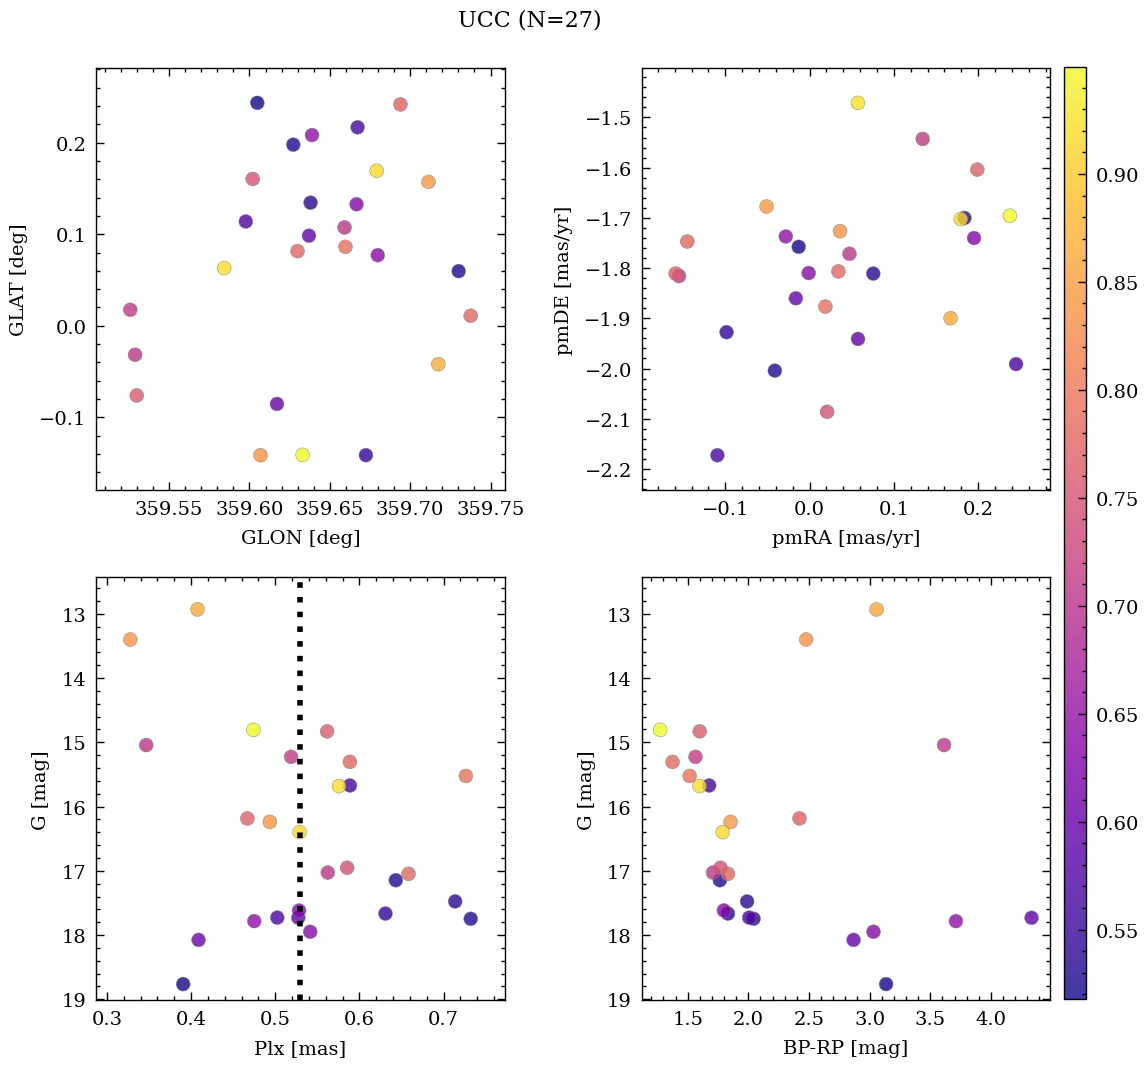 UCC (N=27)
0.2
0.1
0.0
−0.1
GLAT [deg]
359.55 359.60 359.65 359.70 359.75
GLON [deg]
−1.5
−1.6
−1.7
−1.8
−1.9
−2.0
−2.1
−2.2
pmDE [mas/yr]
−0.1 0.0 0.1 0.2
pmRA [mas/yr]
13
14
15
16
17
18
19
G [mag]
0.3 0.4 0.5 0.6 0.7
Plx [mas]
13
14
15
16
17
18
19
G [mag]
1.5 2.0 2.5 3.0 3.5 4.0
BP-RP [mag]
0.90
0.85
0.80
0.75
0.70
0.65
0.60
0.55